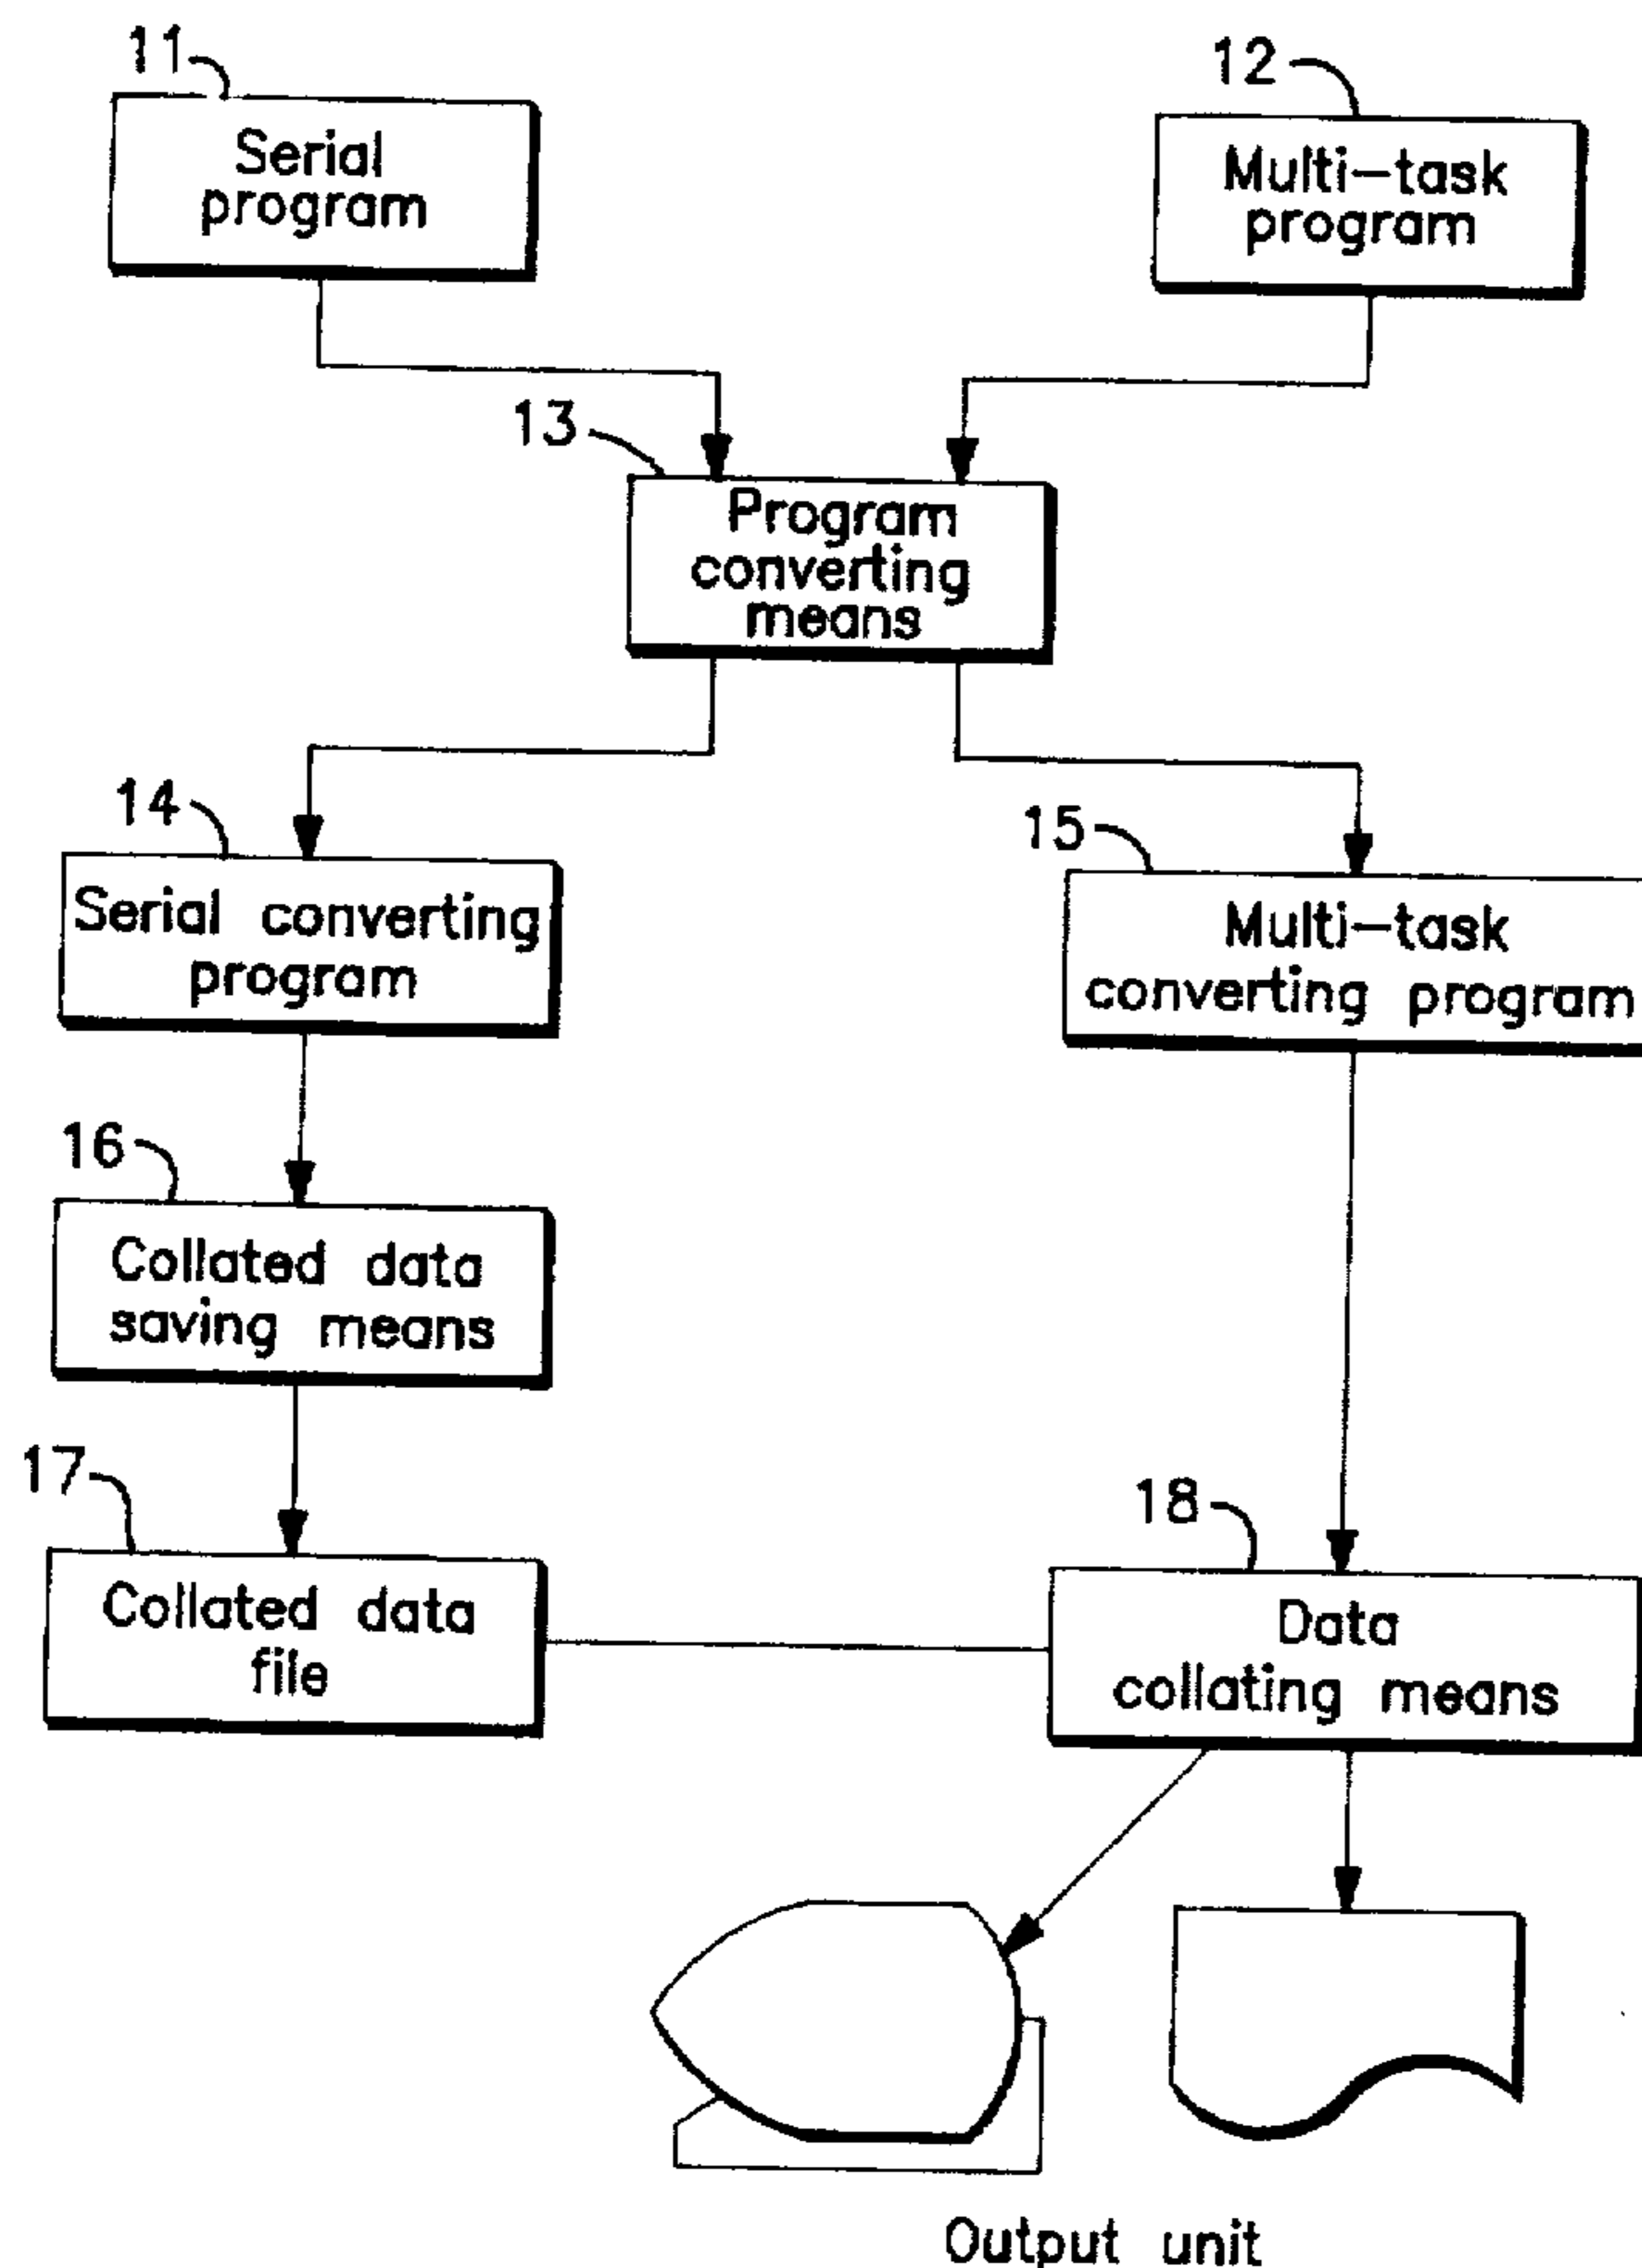 11
Serial
program
12
Multi-task
program
13
Program
converting
means
14
Serial converting
program
15
Multi-task
converting program
16
Collated data
saving means
17
Collated data
file
18
Data
collating means
Output unit